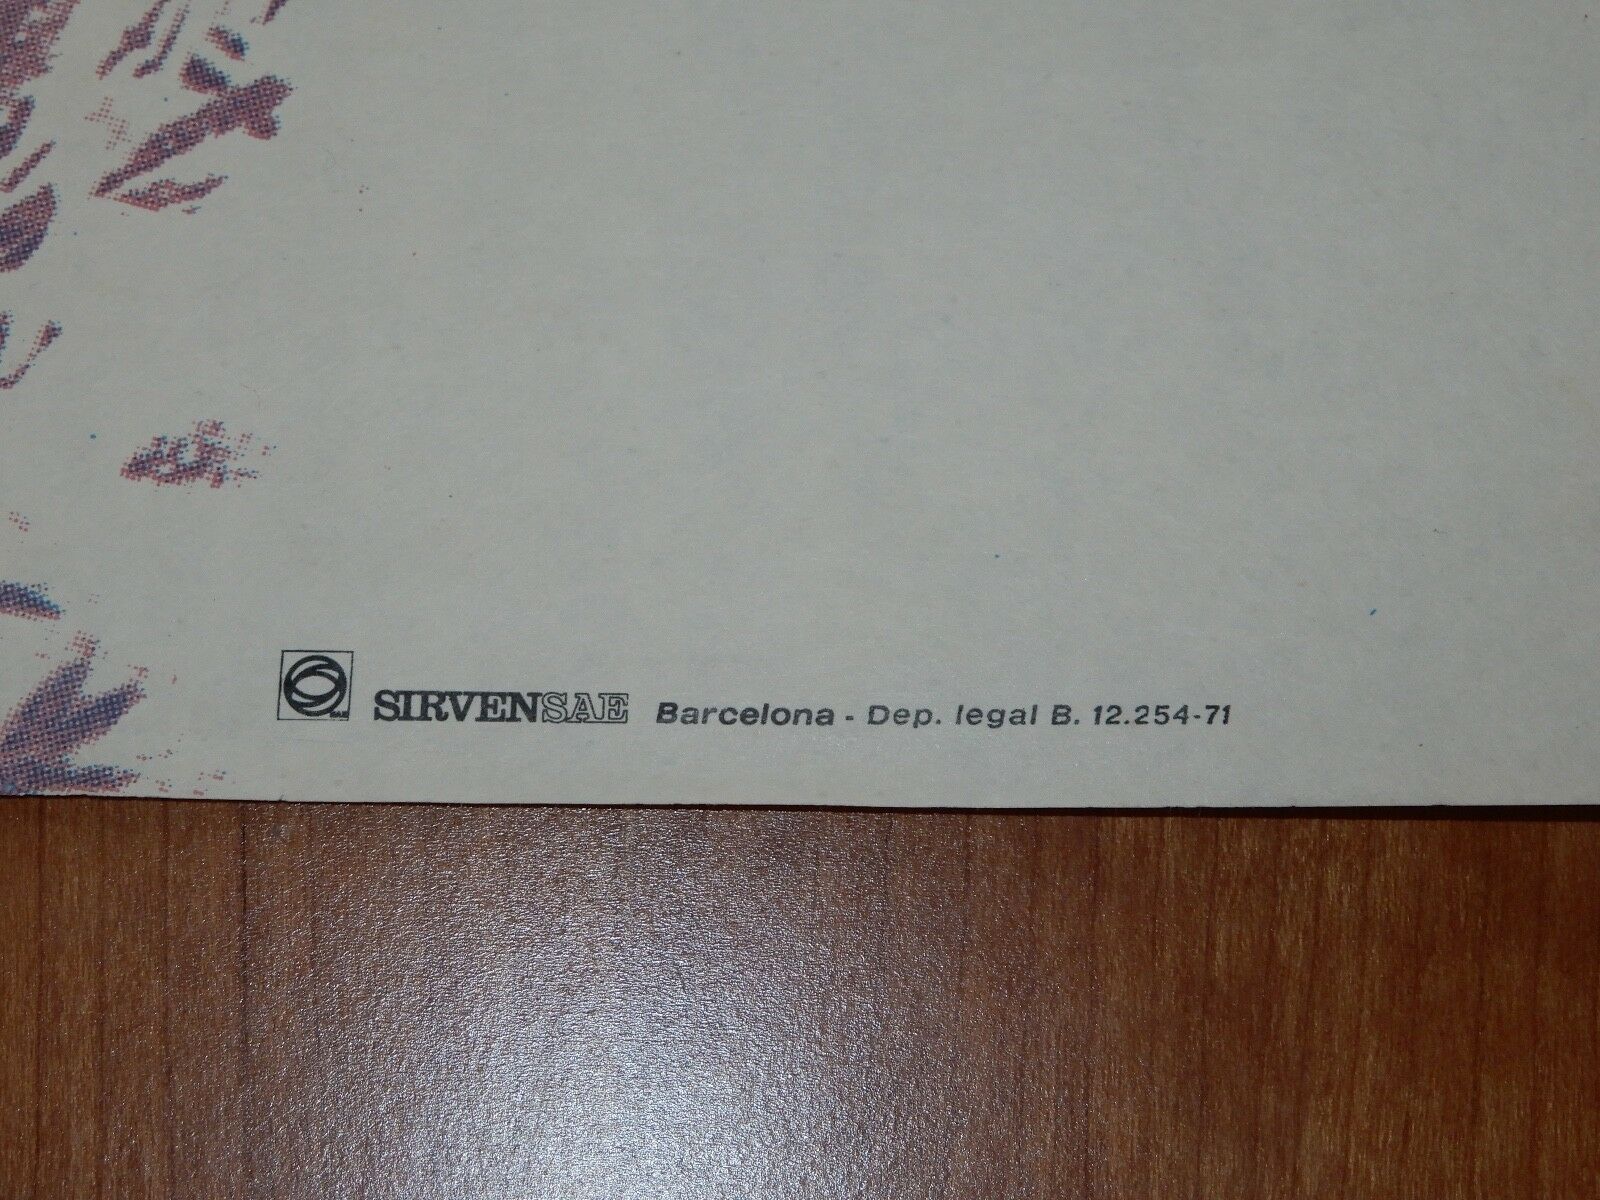 SIRVENSAE Barcelona - Dep. legal B. 12.254-71